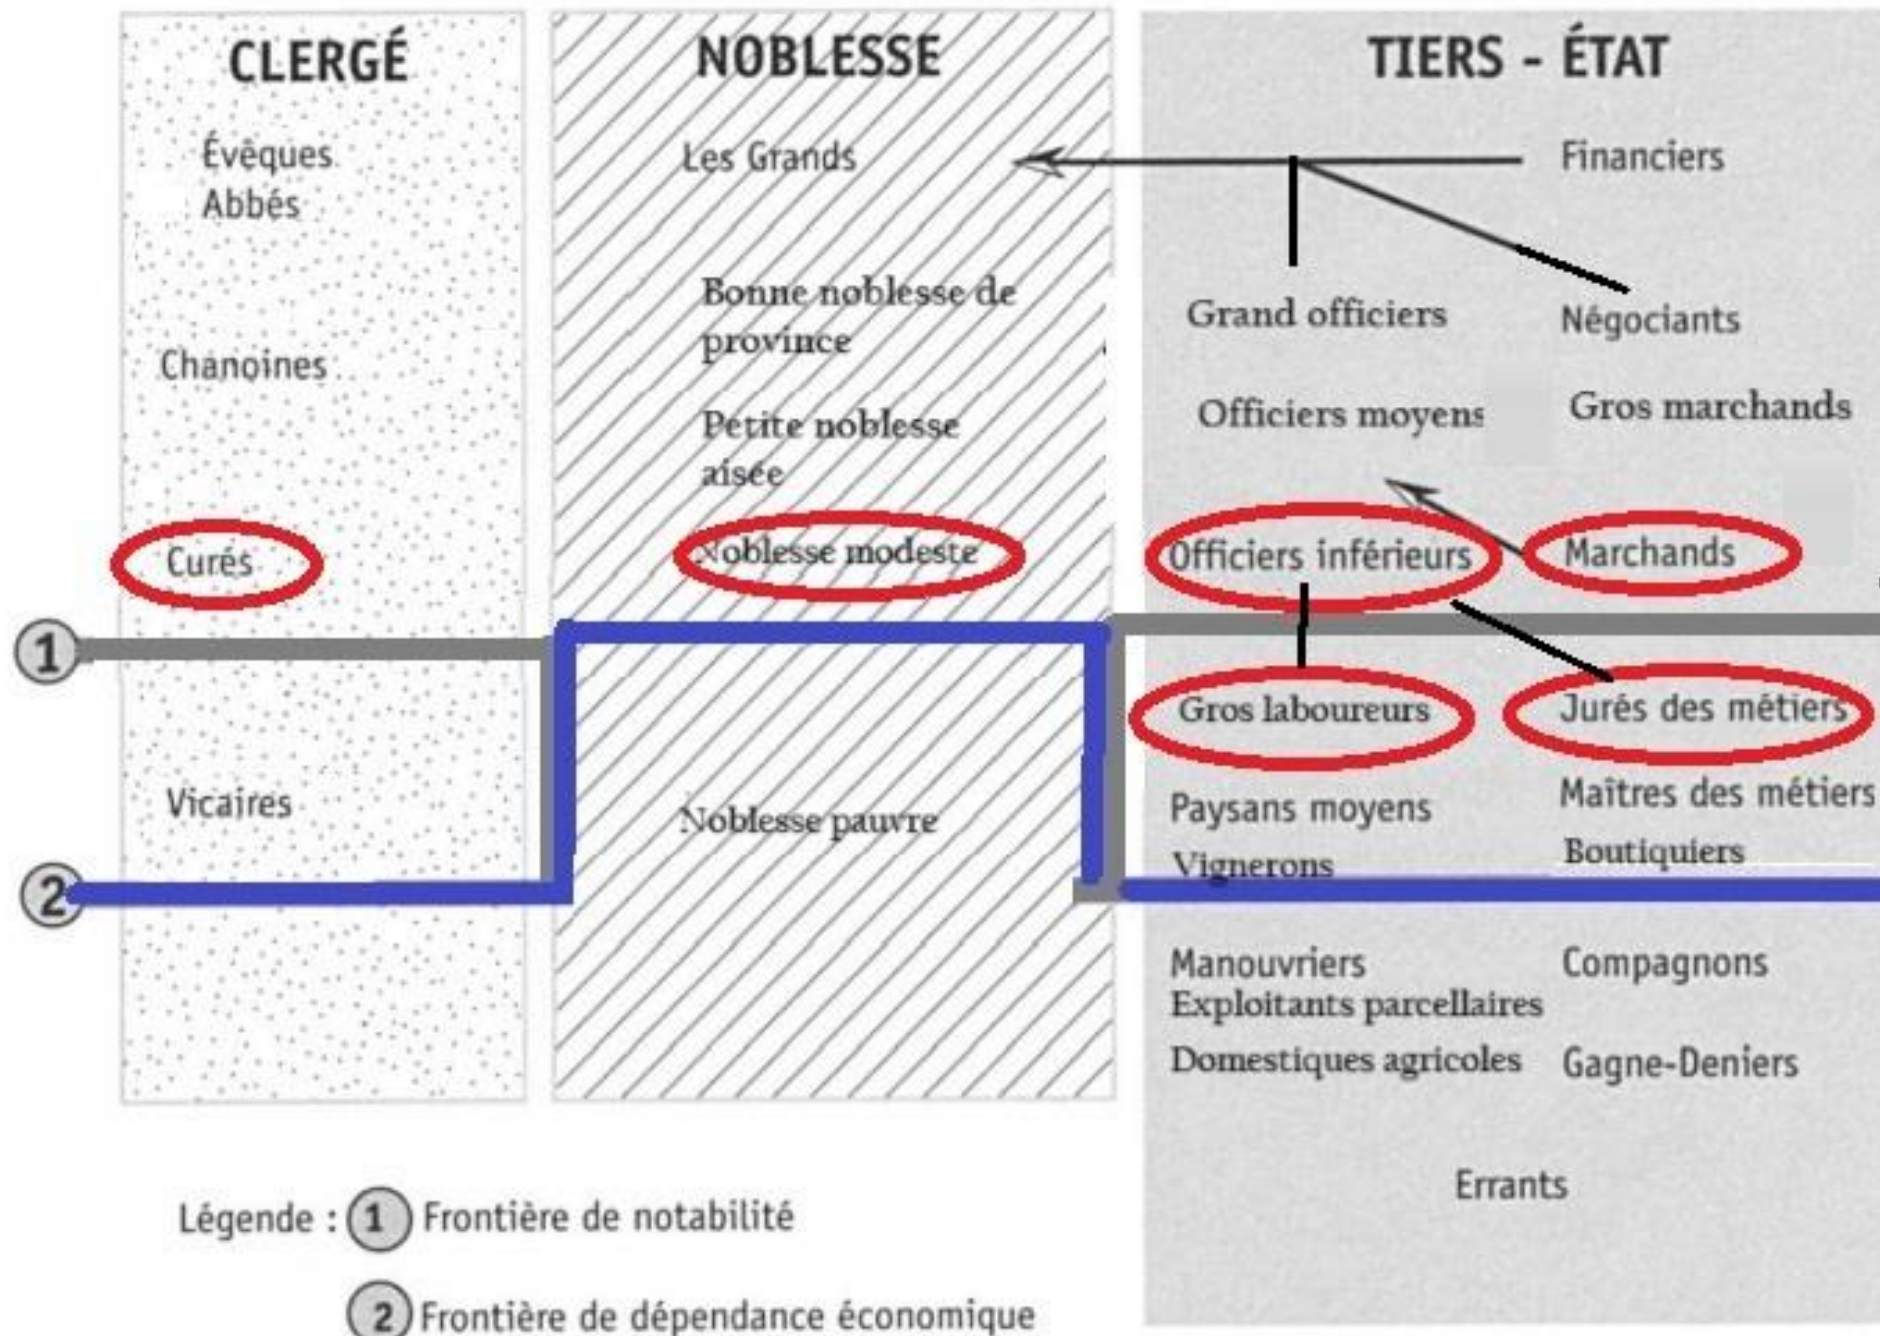 CLERGÉ
Évêques
Abbés
Chanoines
Curés
1
Vicaires
2
NOBLESSE
Les Grands
Bonne noblesse de
province
Petite noblesse
aisée
Noblesse modeste
Noblesse pauvre
TIERS - ÉTAT
Financiers
Grand officiers
Négociants
Officiers moyens
Gros marchands
Officiers inférieurs
Marchands
Gros laboureurs
Jurés des métiers
Paysans moyens
Maîtres des métiers
Vignerons
Boutiquiers
Manouvriers
Compagnons
Exploitants parcellaires
Domestiques agricoles
Gagne-Deniers
Errants
Légende : 1 Frontière de notabilité
2 Frontière de dépendance économique